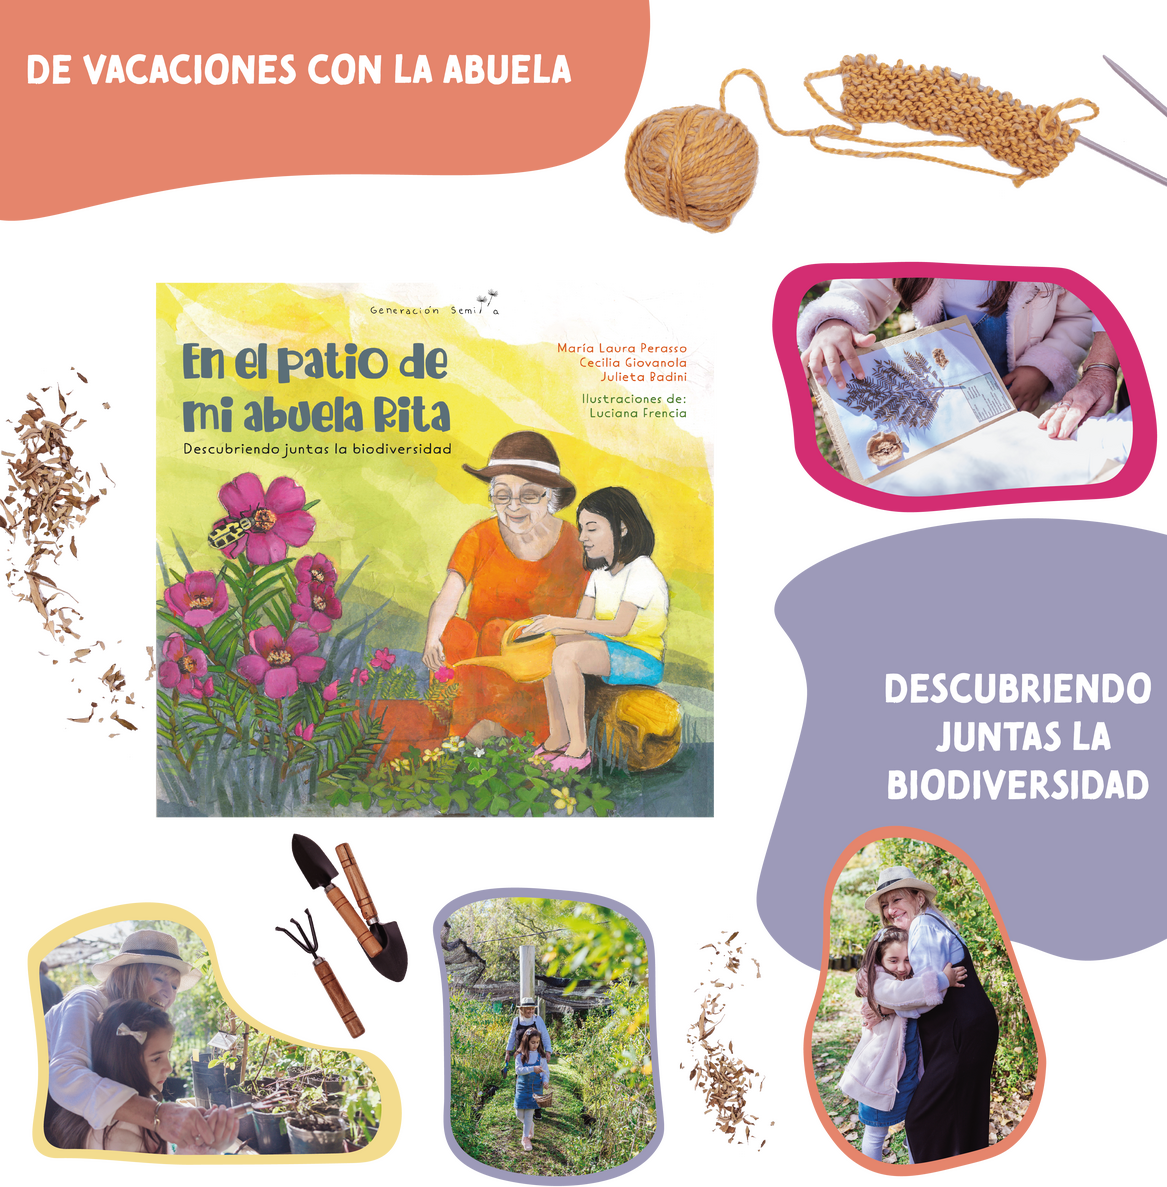 DE VACACIONES CON LA ABUELA
Generación Semilla
En el patio de
mi abuela Rita
Descubriendo juntas la biodiversidad
María Laura Perasso
Cecilia Giovanola
Julieta Badini
Ilustraciones de:
Luciana Frencia
DESCUBRIENDO
JUNTAS LA
BIODIVERSIDAD